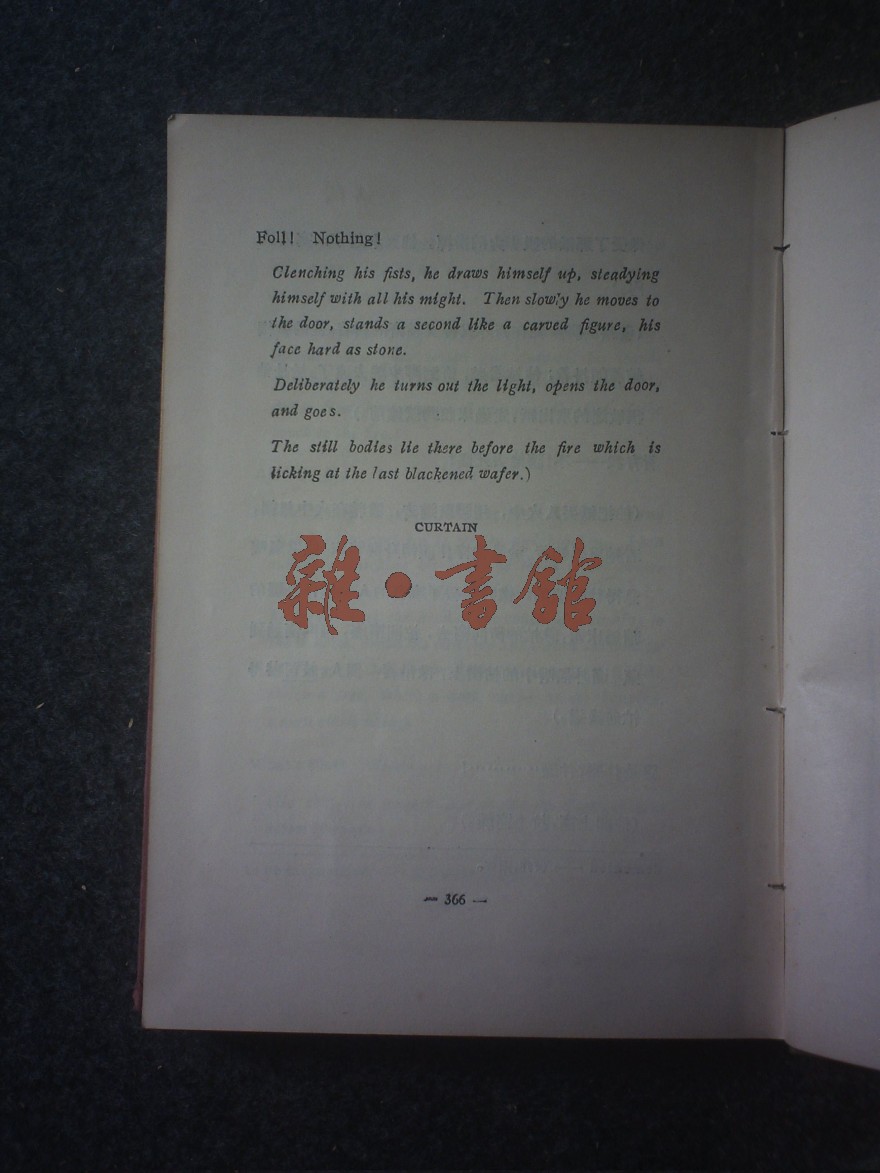 Foll! Nothing!
Clenching his fists, he draws himself up, steadying
himself with all his might. Then slowly he moves to
the door, stands a second like a carved figure, his
face hard as stone.
Deliberately he turns out the light, opens the door,
and goes.
The still bodies lie there before the fire which is
licking at the last blackened wafer.)
CURTAIN
雜·書館
— 366 —